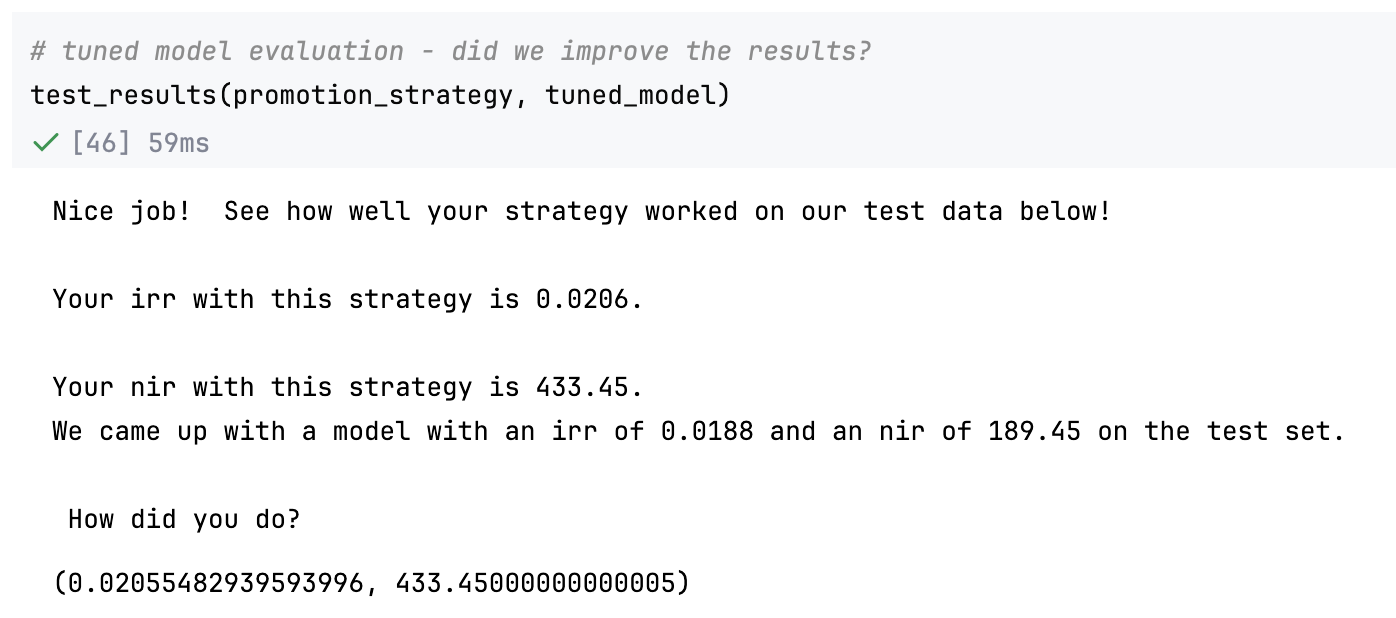 # tuned model evaluation - did we improve the results?
test_results(promotion_strategy, tuned_model)
✓ [46] 59ms
Nice job!  See how well your strategy worked on our test data below!
Your irr with this strategy is 0.0206.
Your nir with this strategy is 433.45.
We came up with a model with an irr of 0.0188 and an nir of 189.45 on the test set.
How did you do?
(0.02055482939593996, 433.45000000000005)